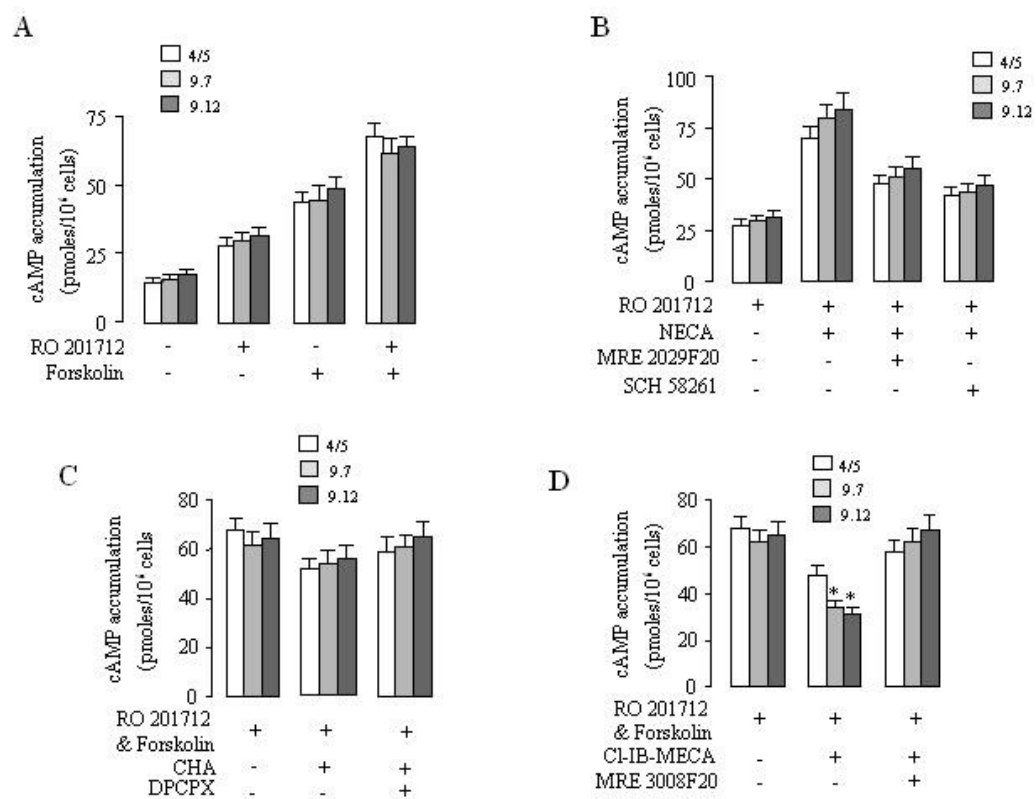 A
4/5
9.7
9.12
cAMP accumulation
(pmoles/10⁶ cells)
75
50
25
0
RO 201712 - + - +
Forskolin - - + +
B
4/5
9.7
9.12
cAMP accumulation
(pmoles/10⁶ cells)
100
75
50
25
0
RO 201712 + + + +
NECA - + + +
MRE 2029F20 - - + -
SCH 58261 - - - +
C
4/5
9.7
9.12
cAMP accumulation
(pmoles/10⁶ cells
80
60
40
20
0
RO 201712
& Forskolin + + +
CHA - + +
DPCPX - - +
D
4/5
9.7
9.12
cAMP accumulation
(pmoles/10⁶ cells)
80
60
40
20
0
* *
RO 201712
& Forskolin + + +
Cl-IB-MECA - + +
MRE 3008F20 - - +